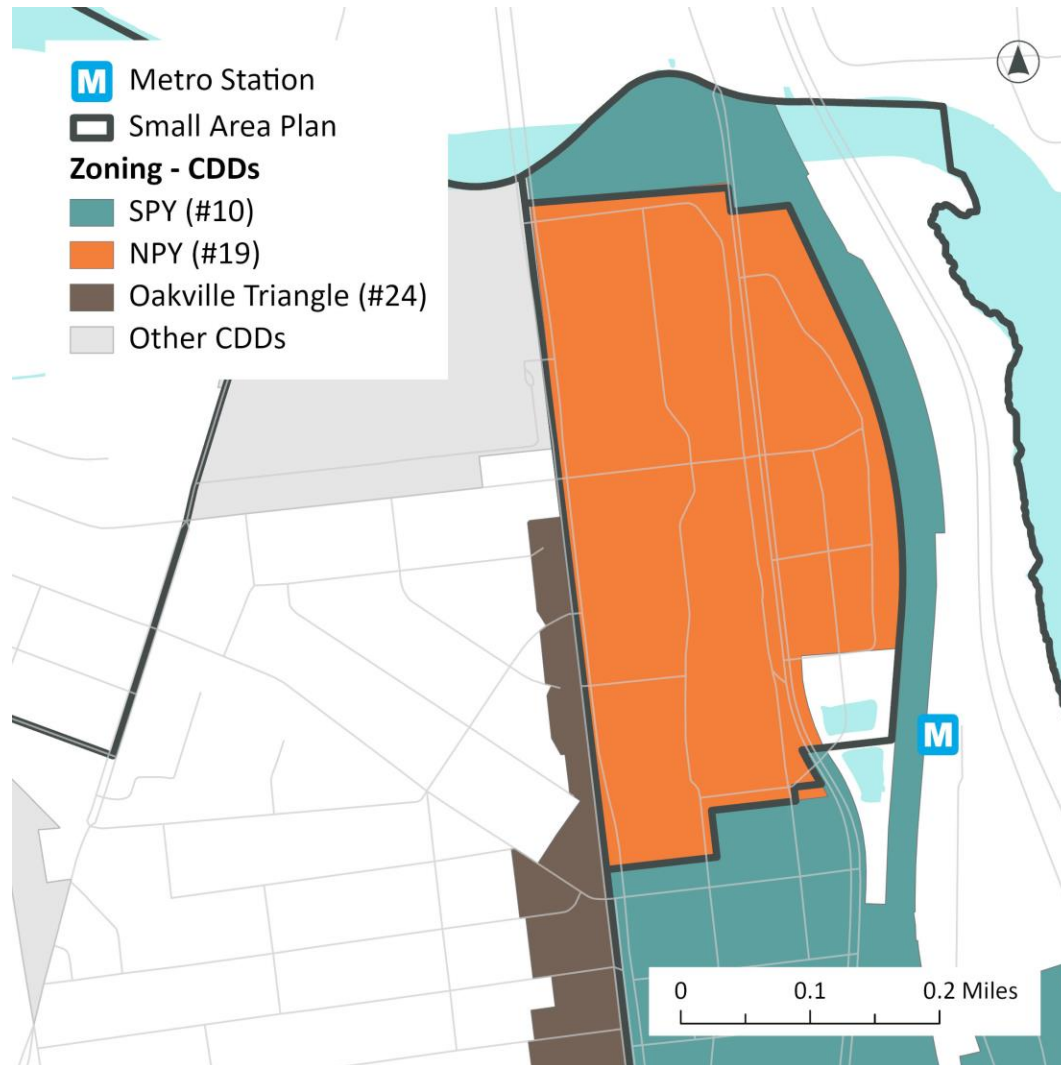 M Metro Station
Small Area Plan
Zoning - CDDs
SPY (#10)
NPY (#19)
Oakville Triangle (#24)
Other CDDs
M
0 0.1 0.2 Miles